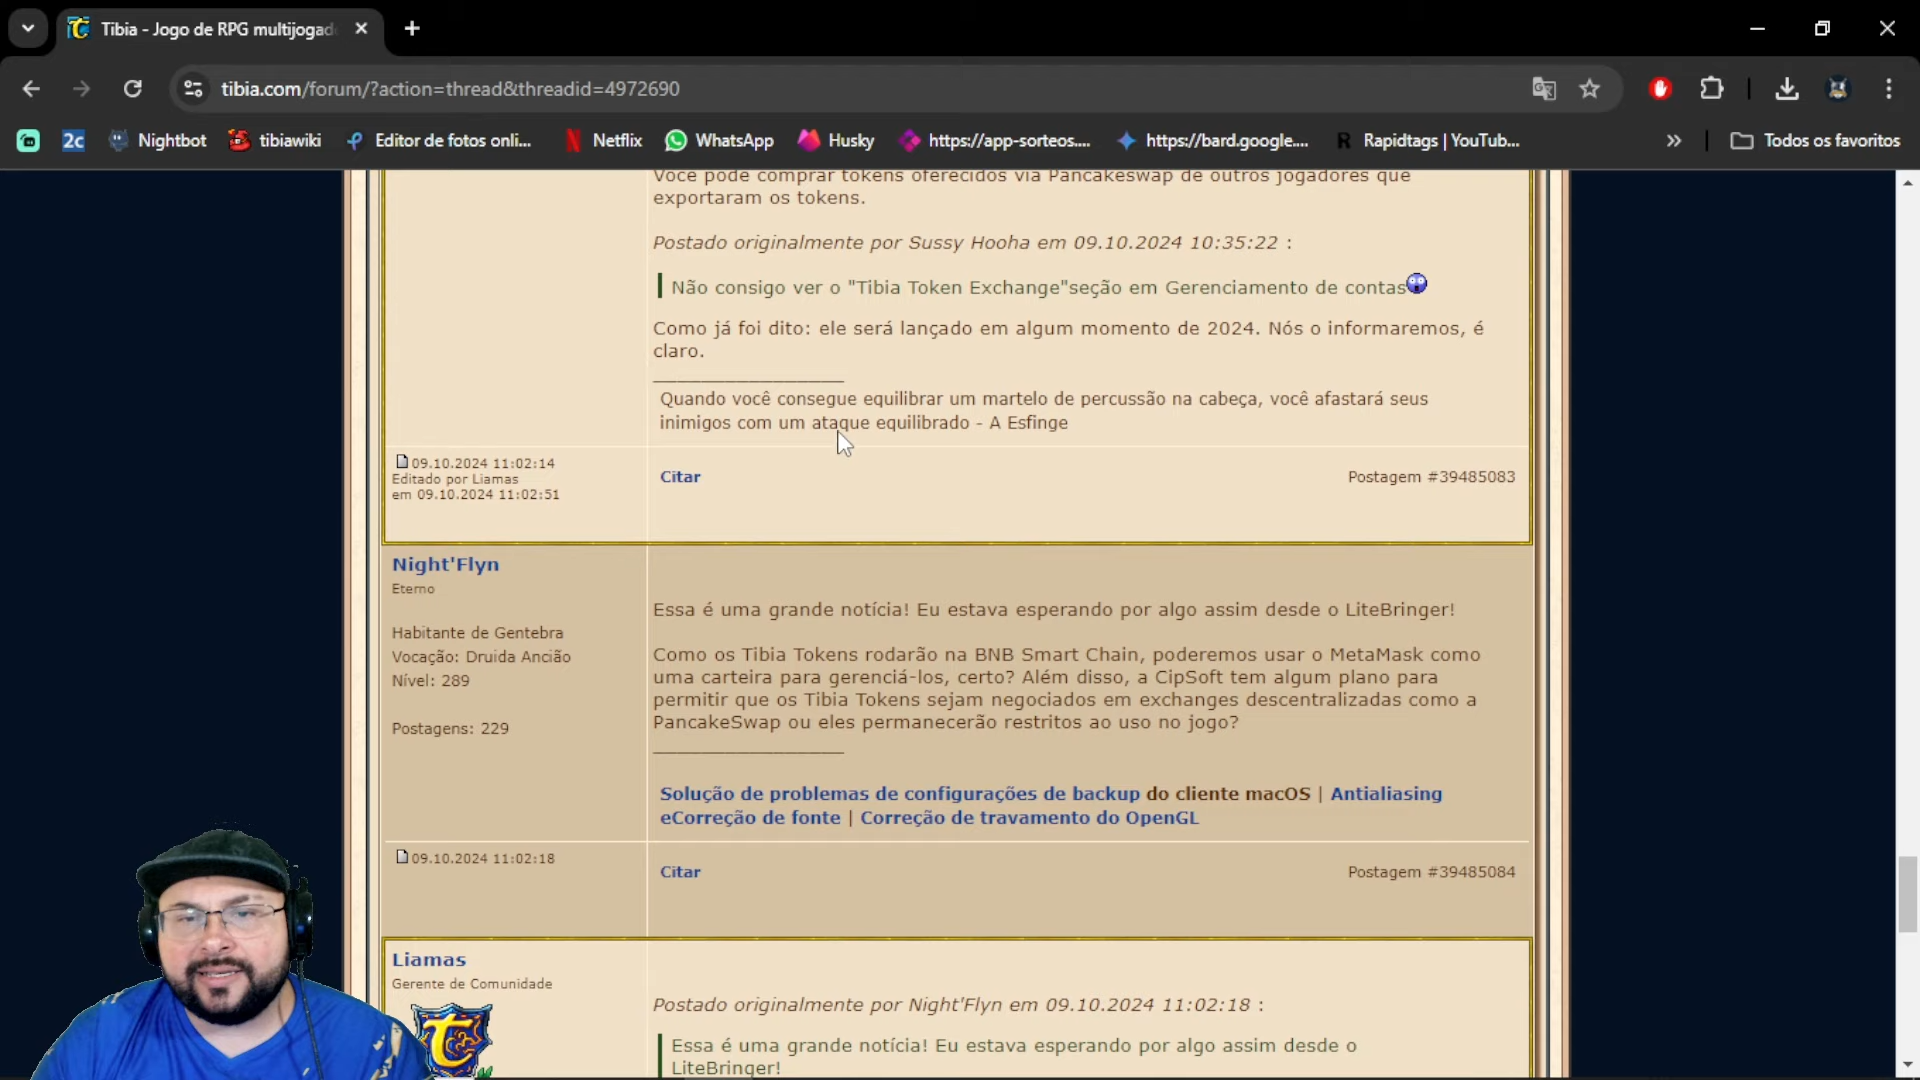 Tibia - Jogo de RPG multijogad
tibia.com/forum/?action=thread&threadid=4972690
2c
Nightbot
tibiawiki
Editor de fotos onli...
Netflix
WhatsApp
Husky
https://app-sorteos....
https://bard.google....
Rapidtags | YouTub...
»
Todos os favoritos
Você pode comprar tokens oferecidos via Pancakeswap de outros jogadores que
exportaram os tokens.
Postado originalmente por Sussy Hooha em 09.10.2024 10:35:22 :
Não consigo ver o "Tibia Token Exchange"seção em Gerenciamento de contas
Como já foi dito: ele será lançado em algum momento de 2024. Nós o informaremos, é
claro.
Quando você consegue equilibrar um martelo de percussão na cabeça, você afastará seus
inimigos com um ataque equilibrado - A Esfinge
09.10.2024 11:02:14
Editado por Liamas
em 09.10.2024 11:02:51
Citar
Postagem #39485083
Night'Flyn
Eterno
Habitante de Gentebra
Vocação: Druida Ancião
Nível: 289
Postagens: 229
Essa é uma grande notícia! Eu estava esperando por algo assim desde o LiteBringer!
Como os Tibia Tokens rodarão na BNB Smart Chain, poderemos usar o MetaMask como
uma carteira para gerenciá-los, certo? Além disso, a CipSoft tem algum plano para
permitir que os Tibia Tokens sejam negociados em exchanges descentralizadas como a
PancakeSwap ou eles permanecerão restritos ao uso no jogo?
Solução de problemas de configurações de backup do cliente macOS | Antialiasing
eCorreção de fonte | Correção de travamento do OpenGL
09.10.2024 11:02:18
Citar
Postagem #39485084
Liamas
Gerente de Comunidade
Postado originalmente por Night'Flyn em 09.10.2024 11:02:18 :
Essa é uma grande notícia! Eu estava esperando por algo assim desde o
LiteBringer!